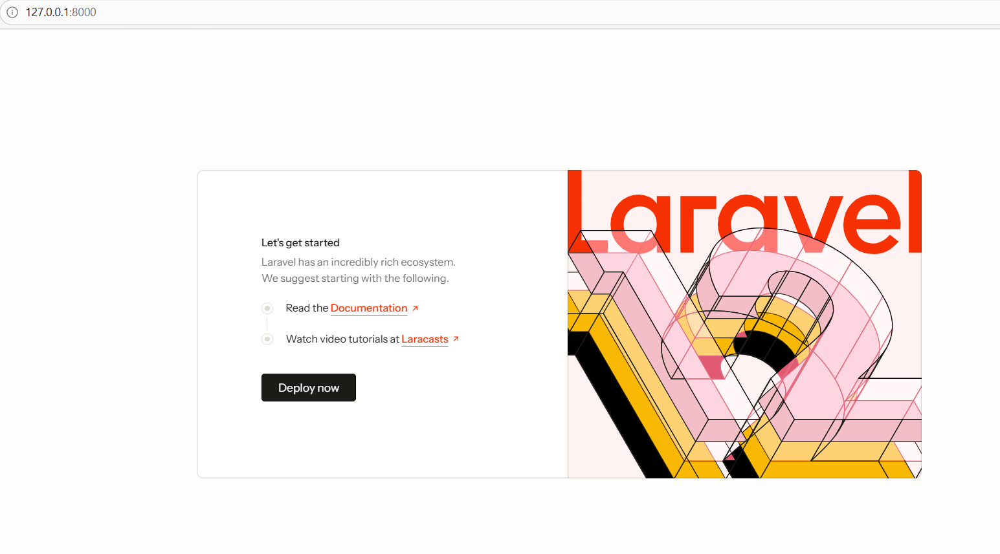 127.0.0.1:8000
Laravel
Let's get started
Laravel has an incredibly rich ecosystem.
We suggest starting with the following.
Read the Documentation
Watch video tutorials at Laracasts
Deploy now